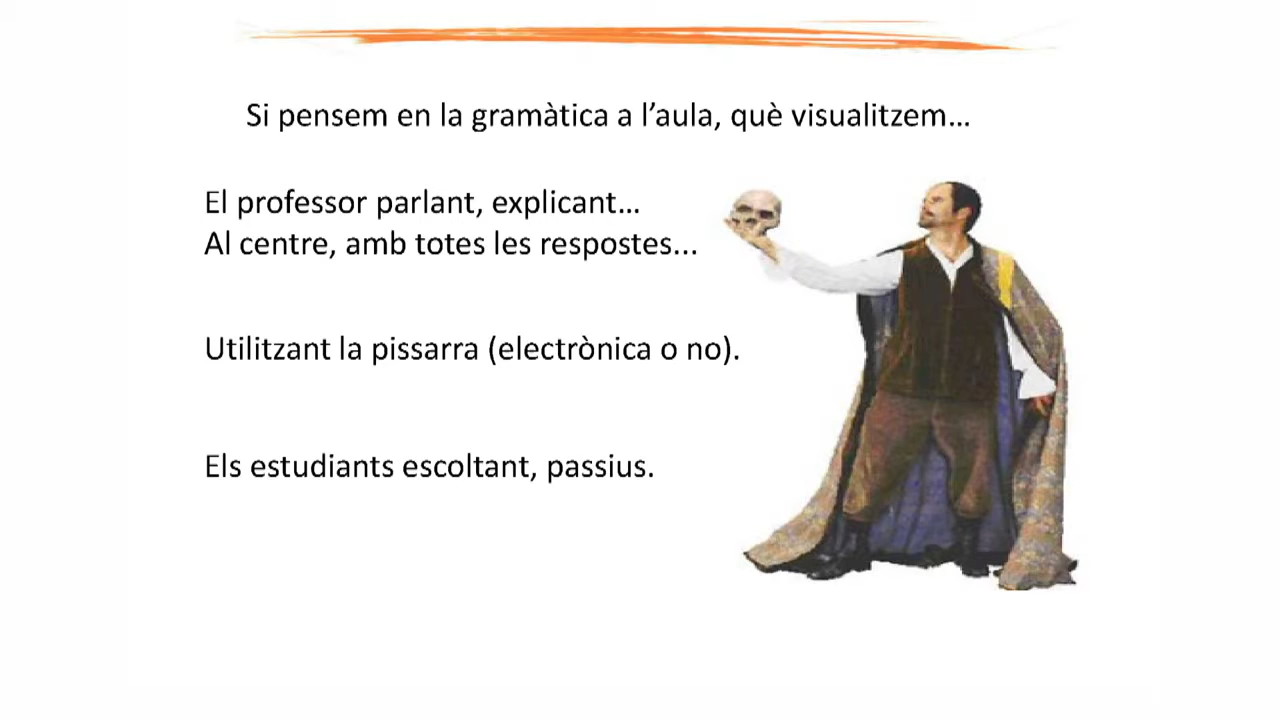 Si pensem en la gramàtica a l’aula, què visualitzem…
El professor parlant, explicant…
Al centre, amb totes les respostes...
Utilitzant la pissarra (electrònica o no).
Els estudiants escoltant, passius.